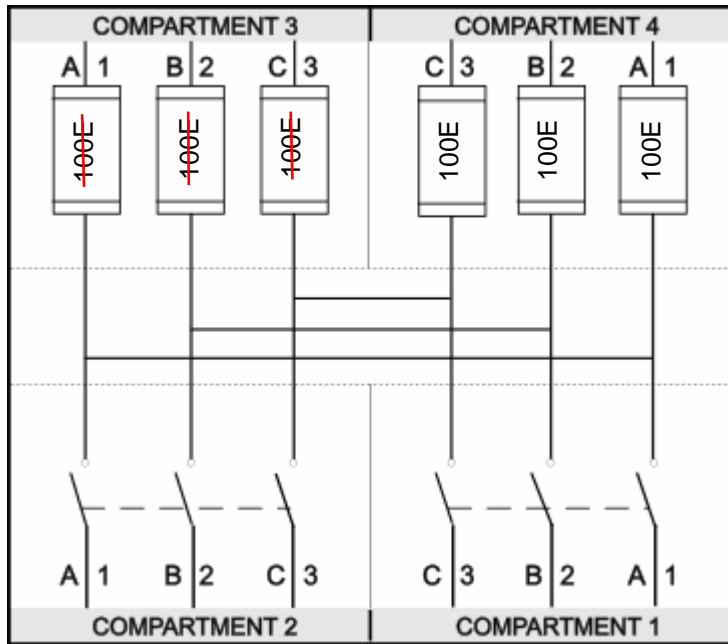 COMPARTMENT 3 COMPARTMENT 4
A 1 B 2 C 3 C 3 B 2 A 1
100E 100E 100E 100E 100E 100E
A 1 B 2 C 3 C 3 B 2 A 1
COMPARTMENT 2 COMPARTMENT 1